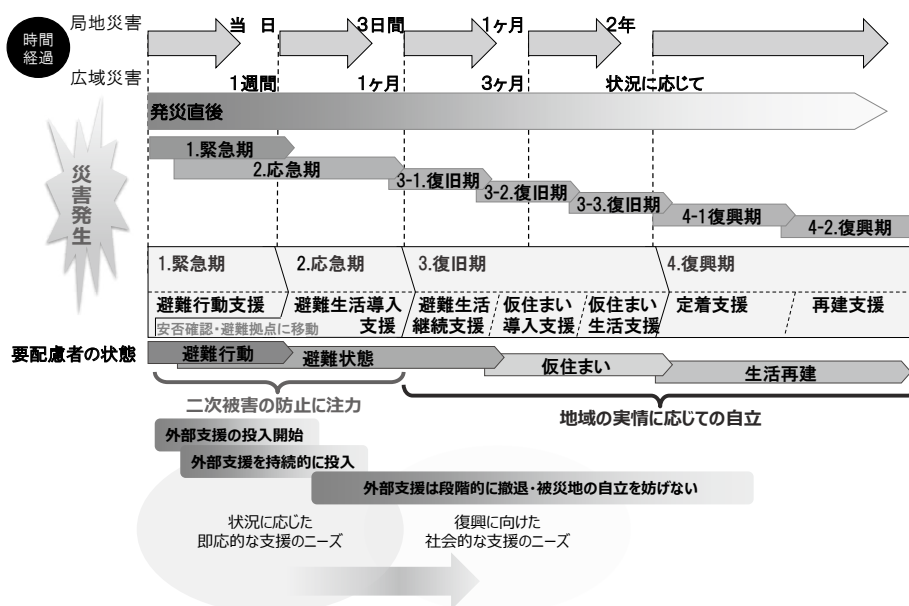 局地災害
当 日
3日間
1ヶ月
2年
時間
経過
広域災害
1週間
1ヶ月
3ヶ月
状況に応じて
発災直後
災害発生
1.緊急期
2.応急期
3-1.復旧期
3-2.復旧期
3-3.復旧期
4-1復興期
4-2.復興期
1.緊急期
2.応急期
3.復旧期
4.復興期
避難行動支援
避難生活導入
支援
避難生活
継続支援
仮住まい
導入支援
仮住まい
生活支援
定着支援
再建支援
安否確認・避難拠点に移動
要配慮者の状態
避難行動
避難状態
仮住まい
生活再建
二次被害の防止に注力
地域の実情に応じての自立
外部支援の投入開始
外部支援を持続的に投入
外部支援は段階的に撤退・被災地の自立を妨げない
状況に応じた
即応的な支援のニーズ
復興に向けた
社会的な支援のニーズ